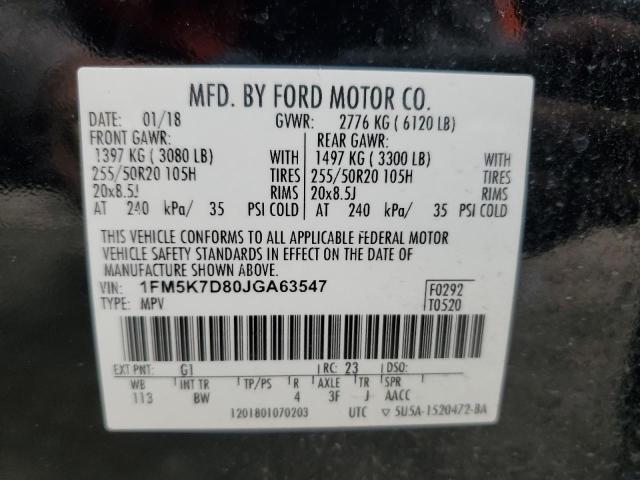 MFD. BY FORD MOTOR CO.
DATE: 01/18 GVWR: 2776 KG ( 6120 LB)
FRONT GAWR: REAR GAWR:
1397 KG ( 3080 LB) WITH 1497 KG ( 3300 LB) WITH
255/50R20 105H TIRES 255/50R20 105H TIRES
20x8.5J RIMS 20x8.5J RIMS
AT 240 kPa/ 35 PSI COLD AT 240 kPa/ 35 PSI COLD
THIS VEHICLE CONFORMS TO ALL APPLICABLE FEDERAL MOTOR
VEHICLE SAFETY STANDARDS IN EFFECT ON THE DATE OF
MANUFACTURE SHOWN ABOVE.
VIN: 1FM5K7D80JGA63547 F0292
TYPE: MPV T0520
EXT PNT: G1 RC: 23 DSO:
WB INT TR TP/PS R AXLE TR SPR
113 BW 4 3F J AACC
1201801070203 UTC ▽ 5U5A-1520472-BA